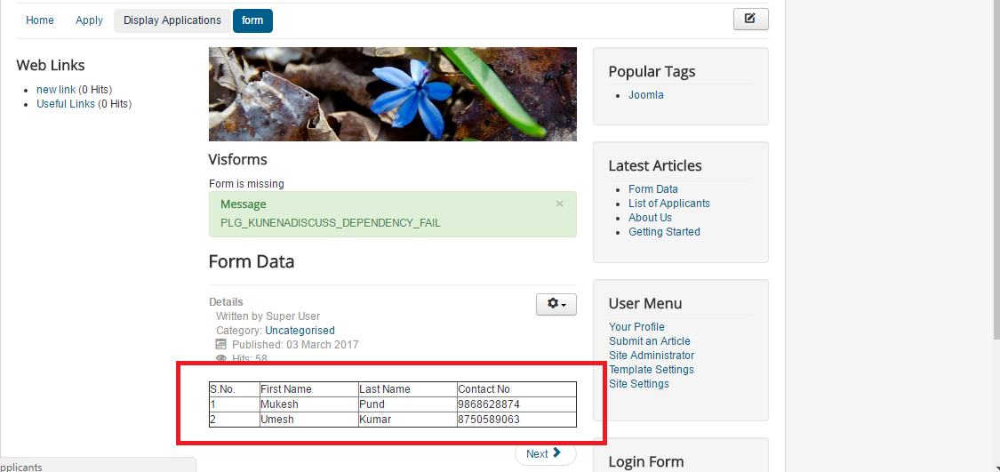 Home Apply Display Applications form
Web Links
new link (0 Hits)
Useful Links (0 Hits)
Visforms
Form is missing
Message ×
PLG_KUNENADISCUSS_DEPENDENCY_FAIL
Form Data
Details
Written by Super User
Category: Uncategorised
Published: 03 March 2017
Hits: 58
S.No. First Name Last Name Contact No
1 Mukesh Pund 9868628874
2 Umesh Kumar 8750589063
Next
Popular Tags
Joomla
Latest Articles
Form Data
List of Applicants
About Us
Getting Started
User Menu
Your Profile
Submit an Article
Site Administrator
Template Settings
Site Settings
Login Form
pplicants